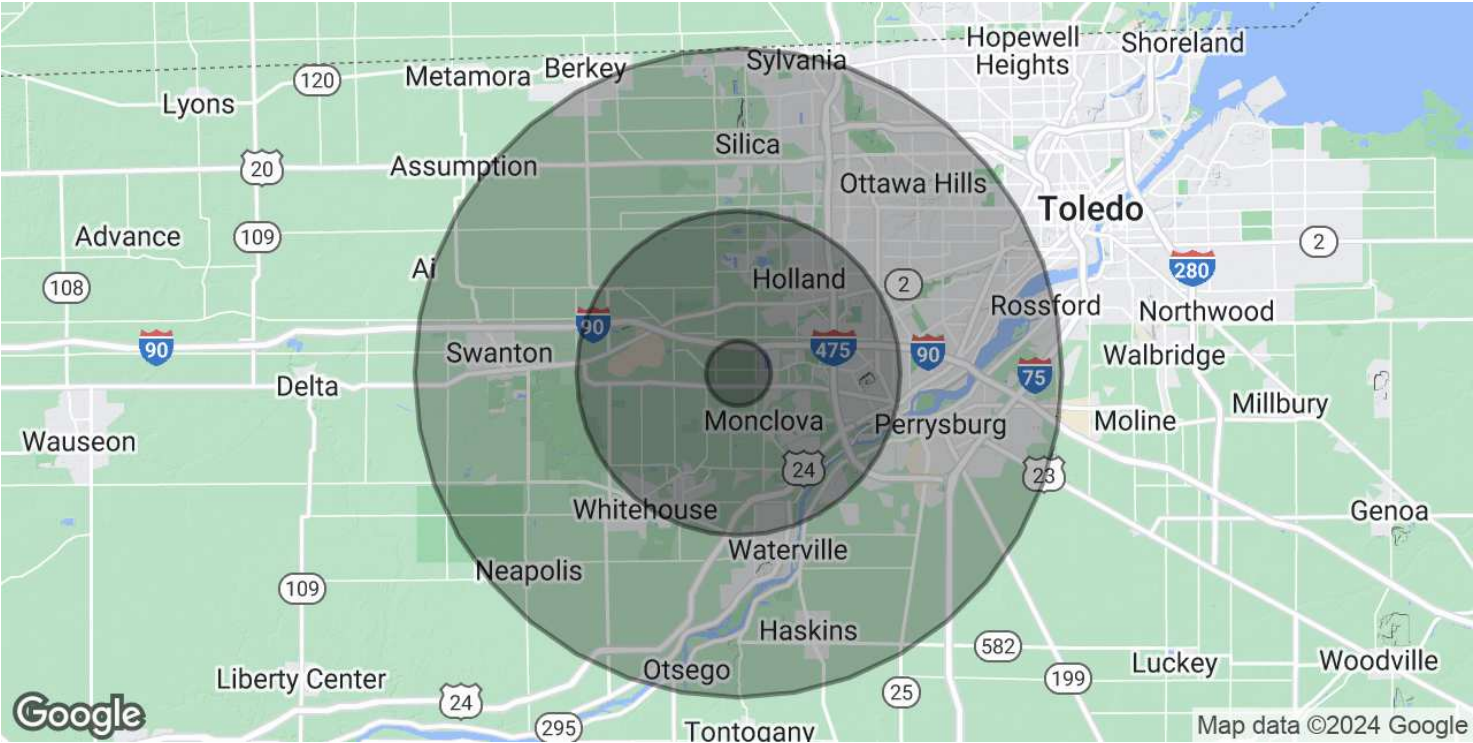 Hopewell
Heights
Shoreland
Sylvania
Berkey
Metamora
120
Lyons
Silica
20
Assumption
Ottawa Hills
Toledo
Advance
109
2
Ai
Holland
280
108
2
Rossford
Northwood
90
90
475
90
Swanton
Walbridge
75
Delta
Millbury
Monclova
Perrysburg
Moline
Wauseon
24
23
Whitehouse
Genoa
Waterville
Neapolis
109
Haskins
582
Otsego
Luckey
Woodville
Liberty Center
199
24
25
Google
295
Tontogany
Map data ©2024 Google